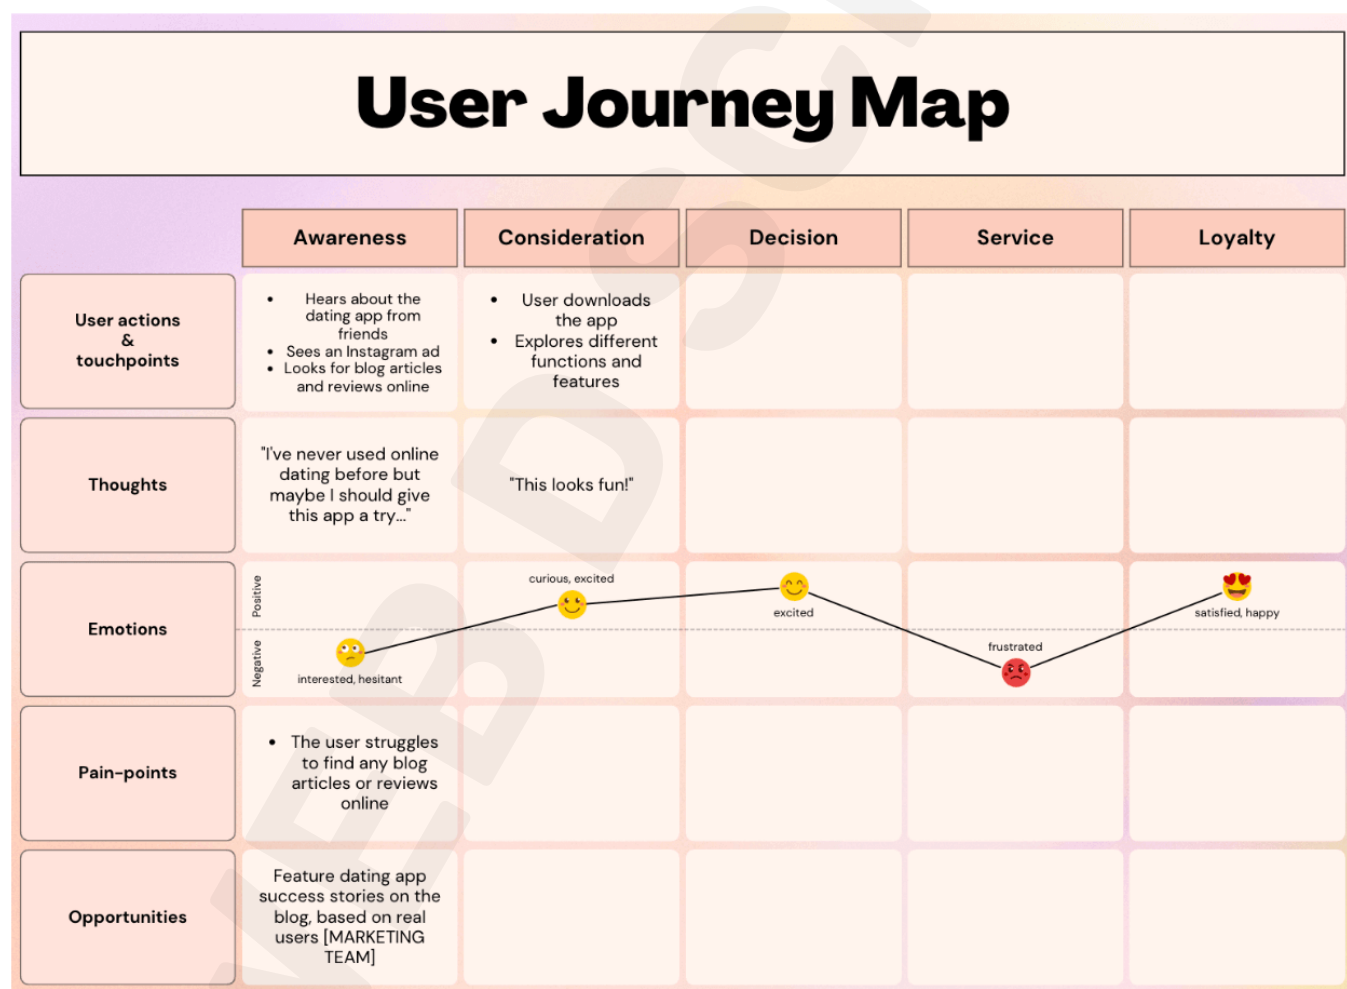 User Journey Map
Awareness
Consideration
Decision
Service
Loyalty
User actions
&
touchpoints
• Hears about the
dating app from
friends
• Sees an Instagram ad
• Looks for blog articles
and reviews online
• User downloads
the app
• Explores different
functions and
features
Thoughts
"I've never used online
dating before but
maybe I should give
this app a try..."
"This looks fun!"
Emotions
Positive
Negative
interested, hesitant
curious, excited
excited
frustrated
satisfied, happy
Pain-points
• The user struggles
to find any blog
articles or reviews
online
Opportunities
Feature dating app
success stories on the
blog, based on real
users [MARKETING
TEAM]